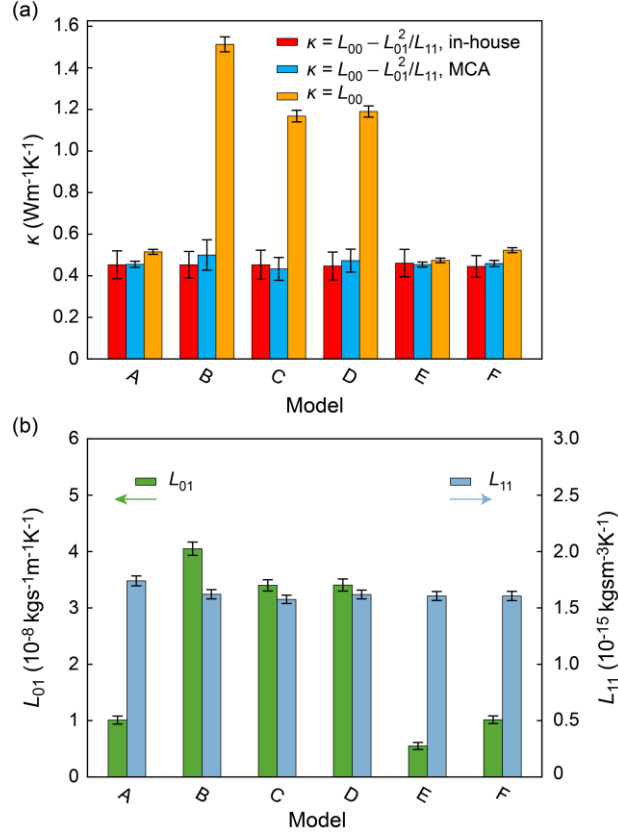 (a)
κ = L₀₀ – L₀₁²/L₁₁, in-house
κ = L₀₀ – L₀₁²/L₁₁, MCA
κ = L₀₀
κ (Wm⁻¹K⁻¹)
1.6
1.4
1.2
1.0
0.8
0.6
0.4
0.2
0
A B C D E F
Model
(b)
L₀₁
L₁₁
L₀₁ (10⁻⁸ kgs⁻¹m⁻¹K⁻¹)
6
5
4
3
2
1
0
3.0
2.5
2.0
1.5
1.0
0.5
0
L₁₁ (10⁻¹⁵ kgsm⁻³K⁻¹)
A B C D E F
Model